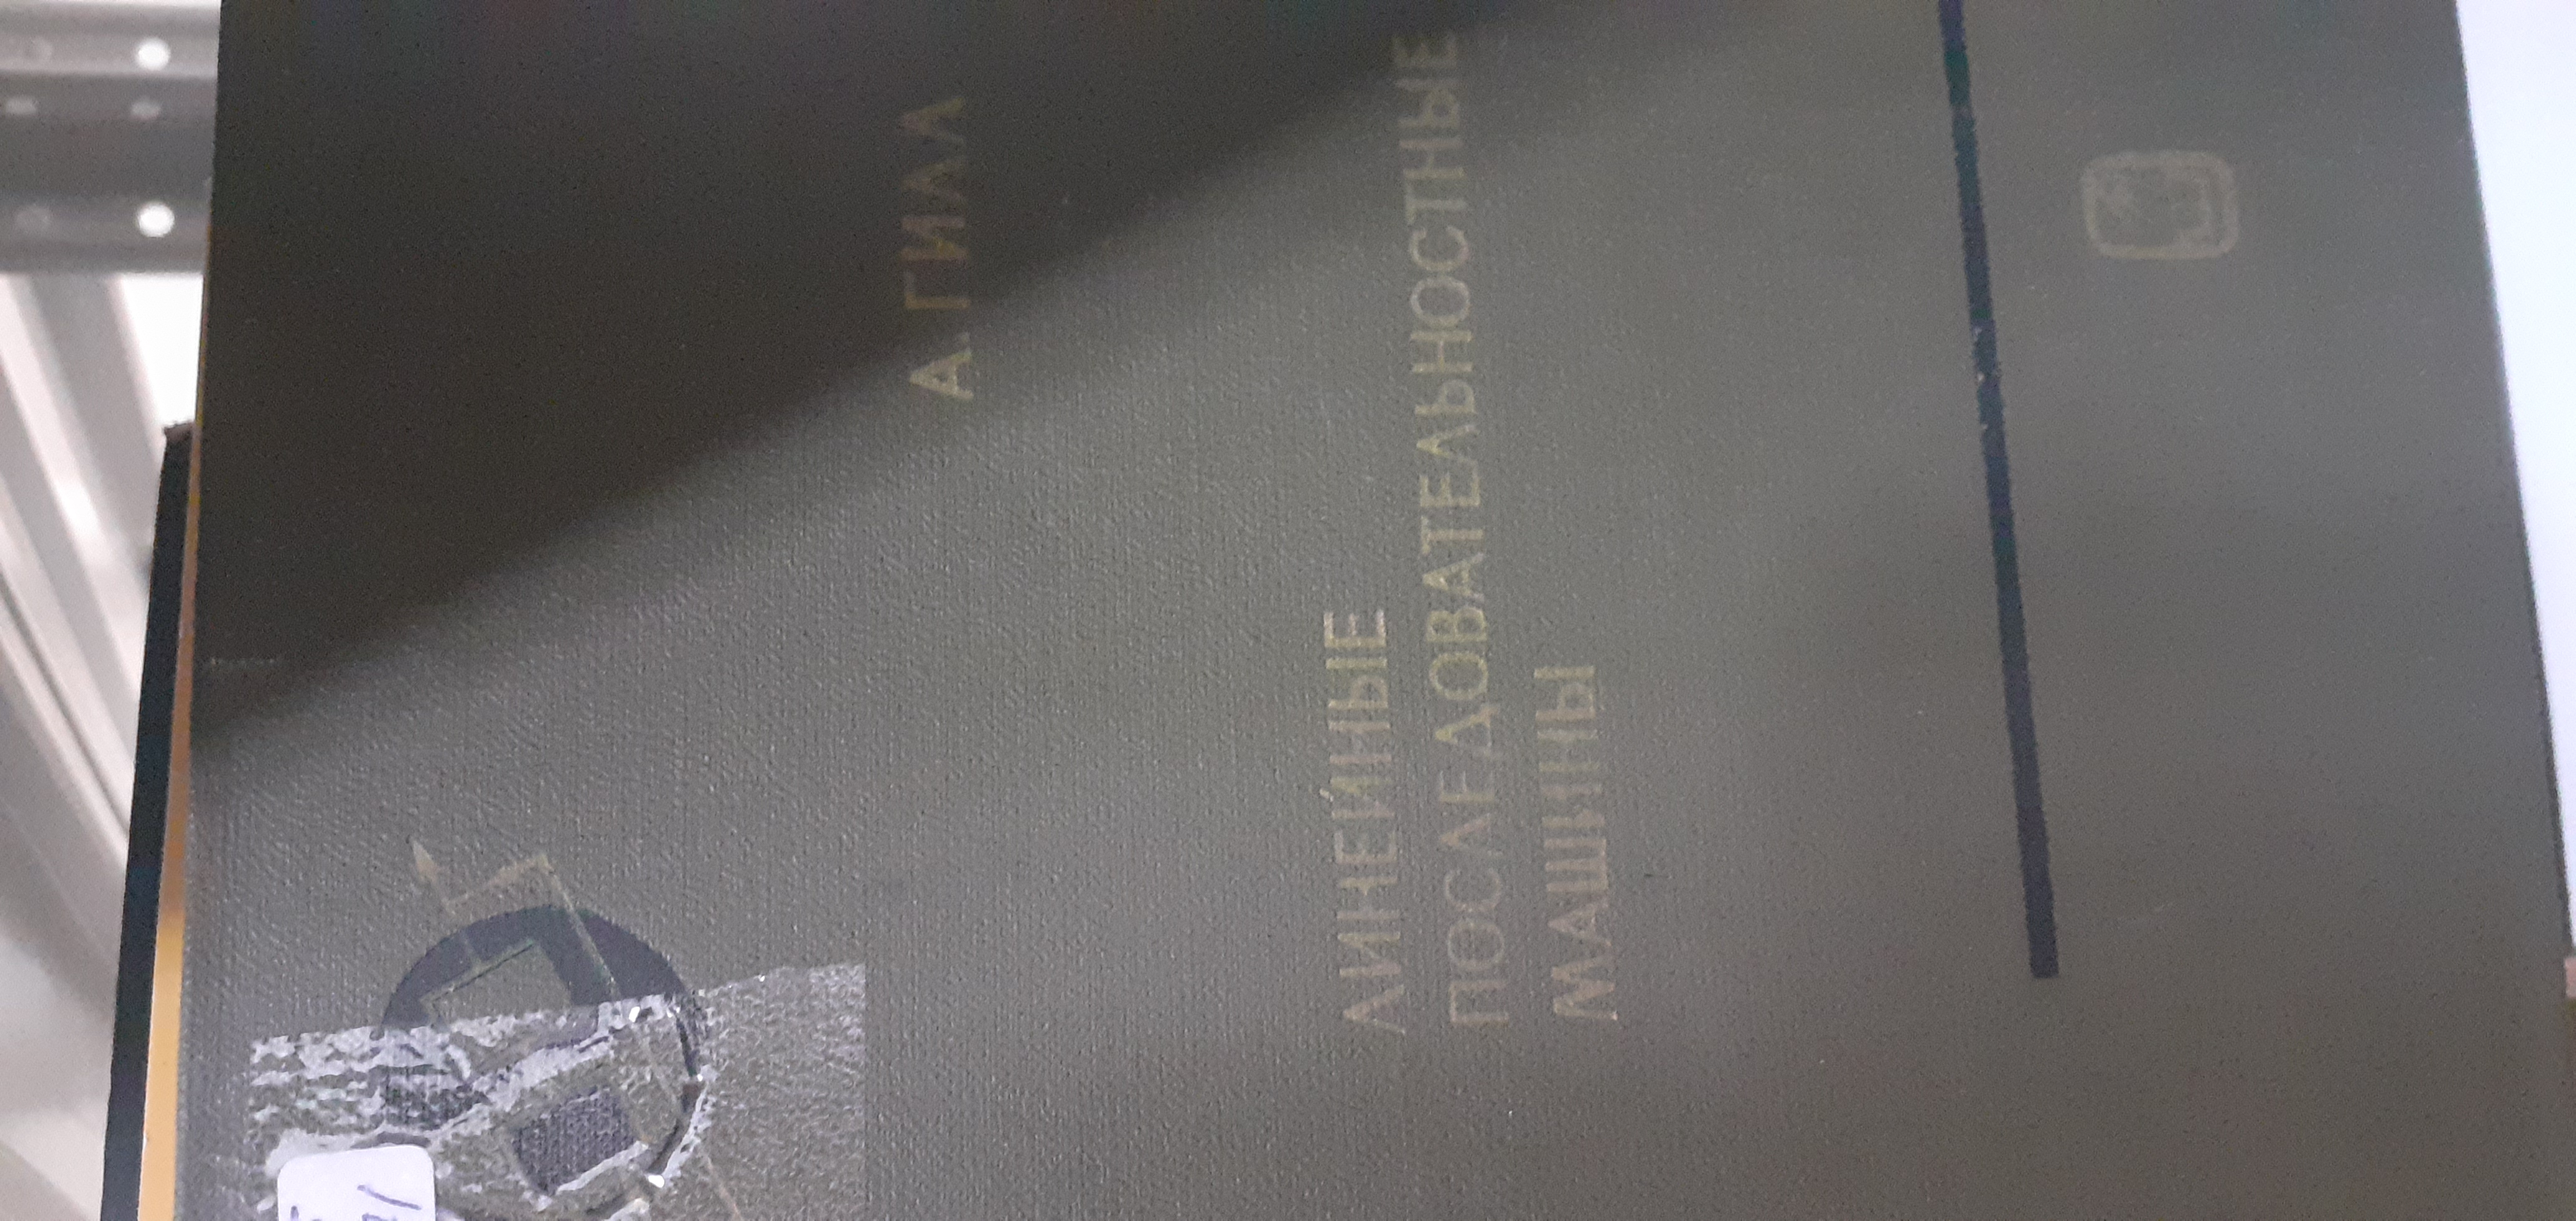 А. ГИЛЛ
ЛИНЕЙНЫЕ
ПОСЛЕДОВАТЕЛЬНОСТНЫЕ
МАШИНЫ